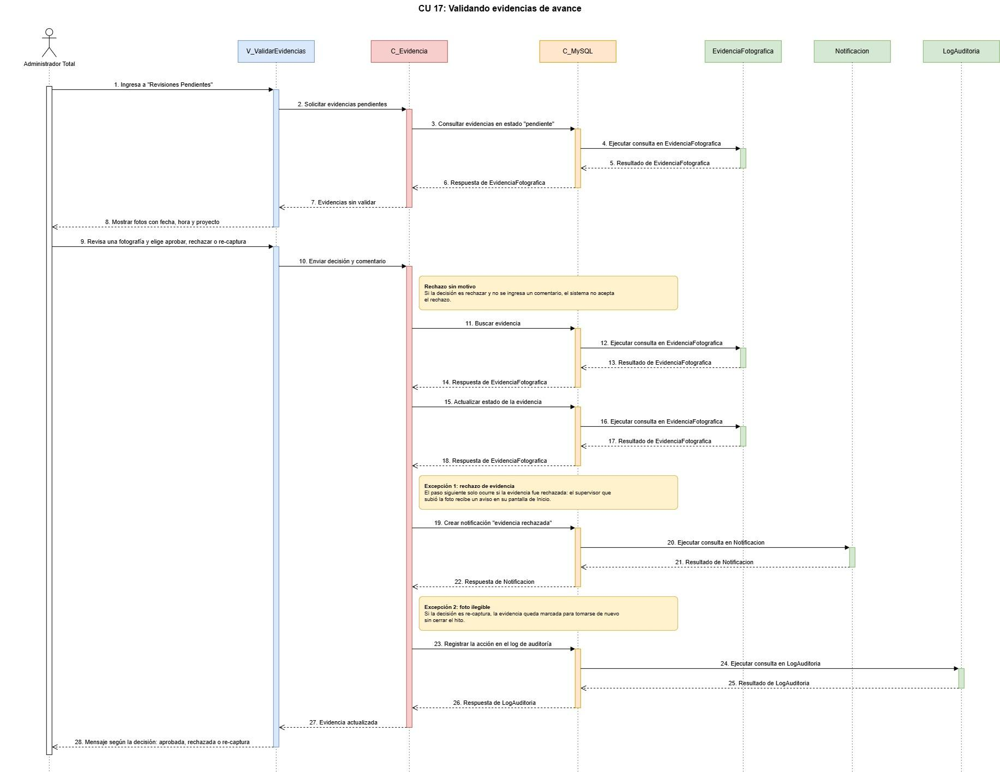 CU 17: Validando evidencias de avance
Administrador Total
V_ValidarEvidencias
C_Evidencia
C_MySQL
EvidenciaFotografica
Notificacion
LogAuditoria
1. Ingresa a "Revisiones Pendientes"
2. Solicitar evidencias pendientes
3. Consultar evidencias en estado "pendiente"
4. Ejecutar consulta en EvidenciaFotografica
5. Resultado de EvidenciaFotografica
6. Respuesta de EvidenciaFotografica
7. Evidencias sin validar
8. Mostrar fotos con fecha, hora y proyecto
9. Revisa una fotografía y elige aprobar, rechazar o re-captura
10. Enviar decisión y comentario
Rechazo sin motivo
Si la decisión es rechazar y no se ingresa un comentario, el sistema no acepta
el rechazo.
11. Buscar evidencia
12. Ejecutar consulta en EvidenciaFotografica
13. Resultado de EvidenciaFotografica
14. Respuesta de EvidenciaFotografica
15. Actualizar estado de la evidencia
16. Ejecutar consulta en EvidenciaFotografica
17. Resultado de EvidenciaFotografica
18. Respuesta de EvidenciaFotografica
Excepción 1: rechazo de evidencia
El paso siguiente solo ocurre si la evidencia fue rechazada: el supervisor que
subió la foto recibe un aviso en su pantalla de Inicio.
19. Crear notificación "evidencia rechazada"
20. Ejecutar consulta en Notificacion
21. Resultado de Notificacion
22. Respuesta de Notificacion
Excepción 2: foto ilegible
Si la decisión es re-captura, la evidencia queda marcada para tomarse de nuevo
sin cerrar el hito.
23. Registrar la acción en el log de auditoría
24. Ejecutar consulta en LogAuditoria
25. Resultado de LogAuditoria
26. Respuesta de LogAuditoria
27. Evidencia actualizada
28. Mensaje según la decisión: aprobada, rechazada o re-captura